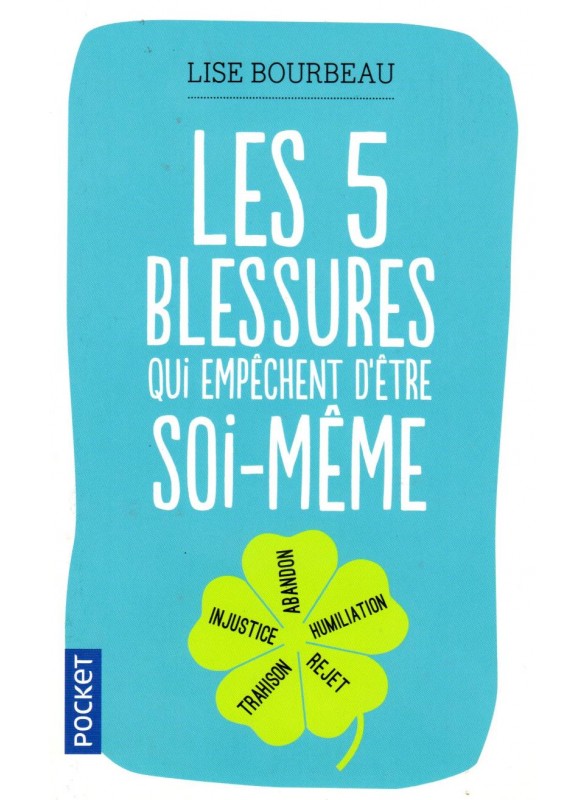 LISE BOURBEAU
LES 5
BLESSURES
QUi EMPÊCHENT D'ÊTRE
SOi-MÊME
ABANDON
INJUSTICE
HUMILIATION
TRAHISON
REJET
POCKET